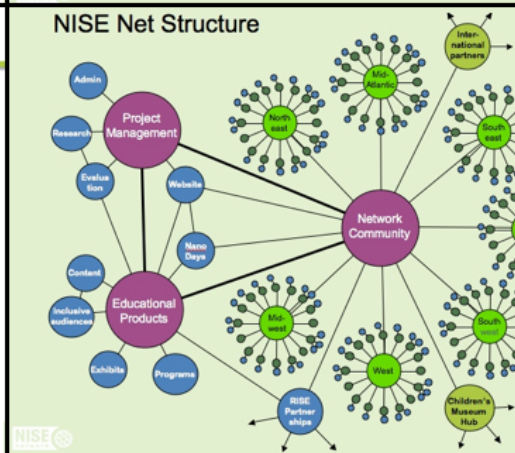 NISE Net Structure
Inter-
national
partners
Admin
Mid-
Atlantic
Project
Management
North
east
South
east
Research
Evalua
tion
Website
Network
Community
Nano
Days
Content
Educational
Products
Inclusive
audiences
Mid-
west
South
west
West
Exhibits
Programs
RISE
Partner
ships
Children's
Museum
Hub
NISE